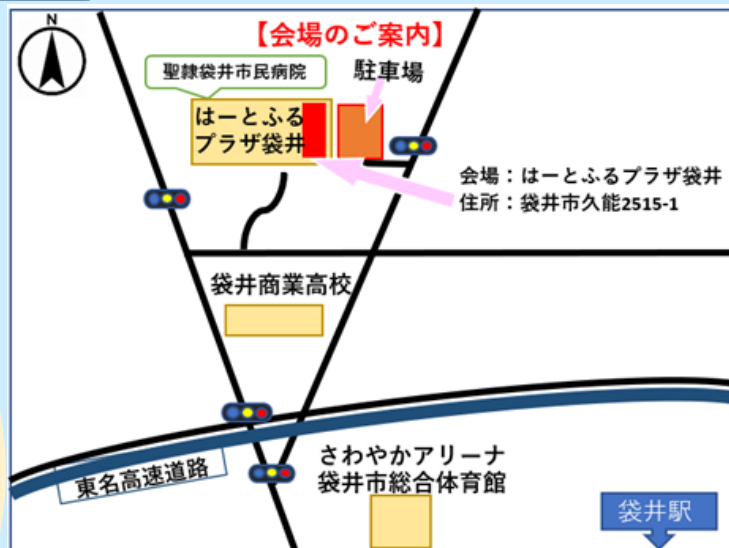 N
【会場のご案内】
聖隷袋井市民病院
駐車場
はーとふる
プラザ袋井
会場：はーとふるプラザ袋井
住所：袋井市久能2515-1
袋井商業高校
さわやかアリーナ
袋井市総合体育館
東名高速道路
袋井駅